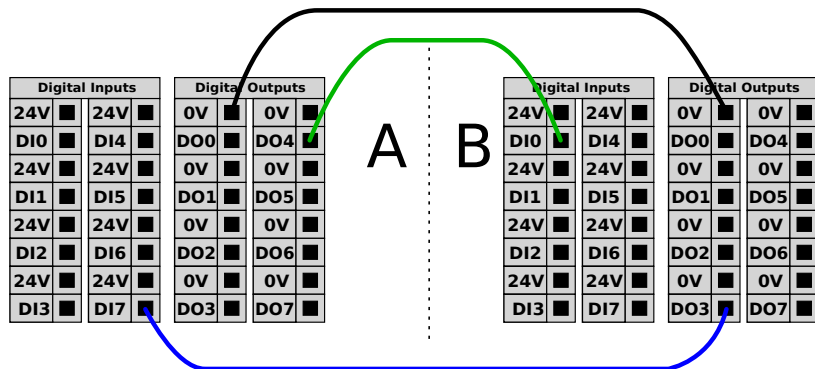 Digital Inputs Digital Outputs Digital Inputs Digital Outputs
24V 24V 0V 0V 24V 24V 0V 0V
DI0 DI4 DO0 DO4 DI0 DI4 DO0 DO4
24V 24V 0V 0V A B 24V 24V 0V 0V
DI1 DI5 DO1 DO5 DI1 DI5 DO1 DO5
24V 24V 0V 0V 24V 24V 0V 0V
DI2 DI6 DO2 DO6 DI2 DI6 DO2 DO6
24V 24V 0V 0V 24V 24V 0V 0V
DI3 DI7 DO3 DO7 DI3 DI7 DO3 DO7